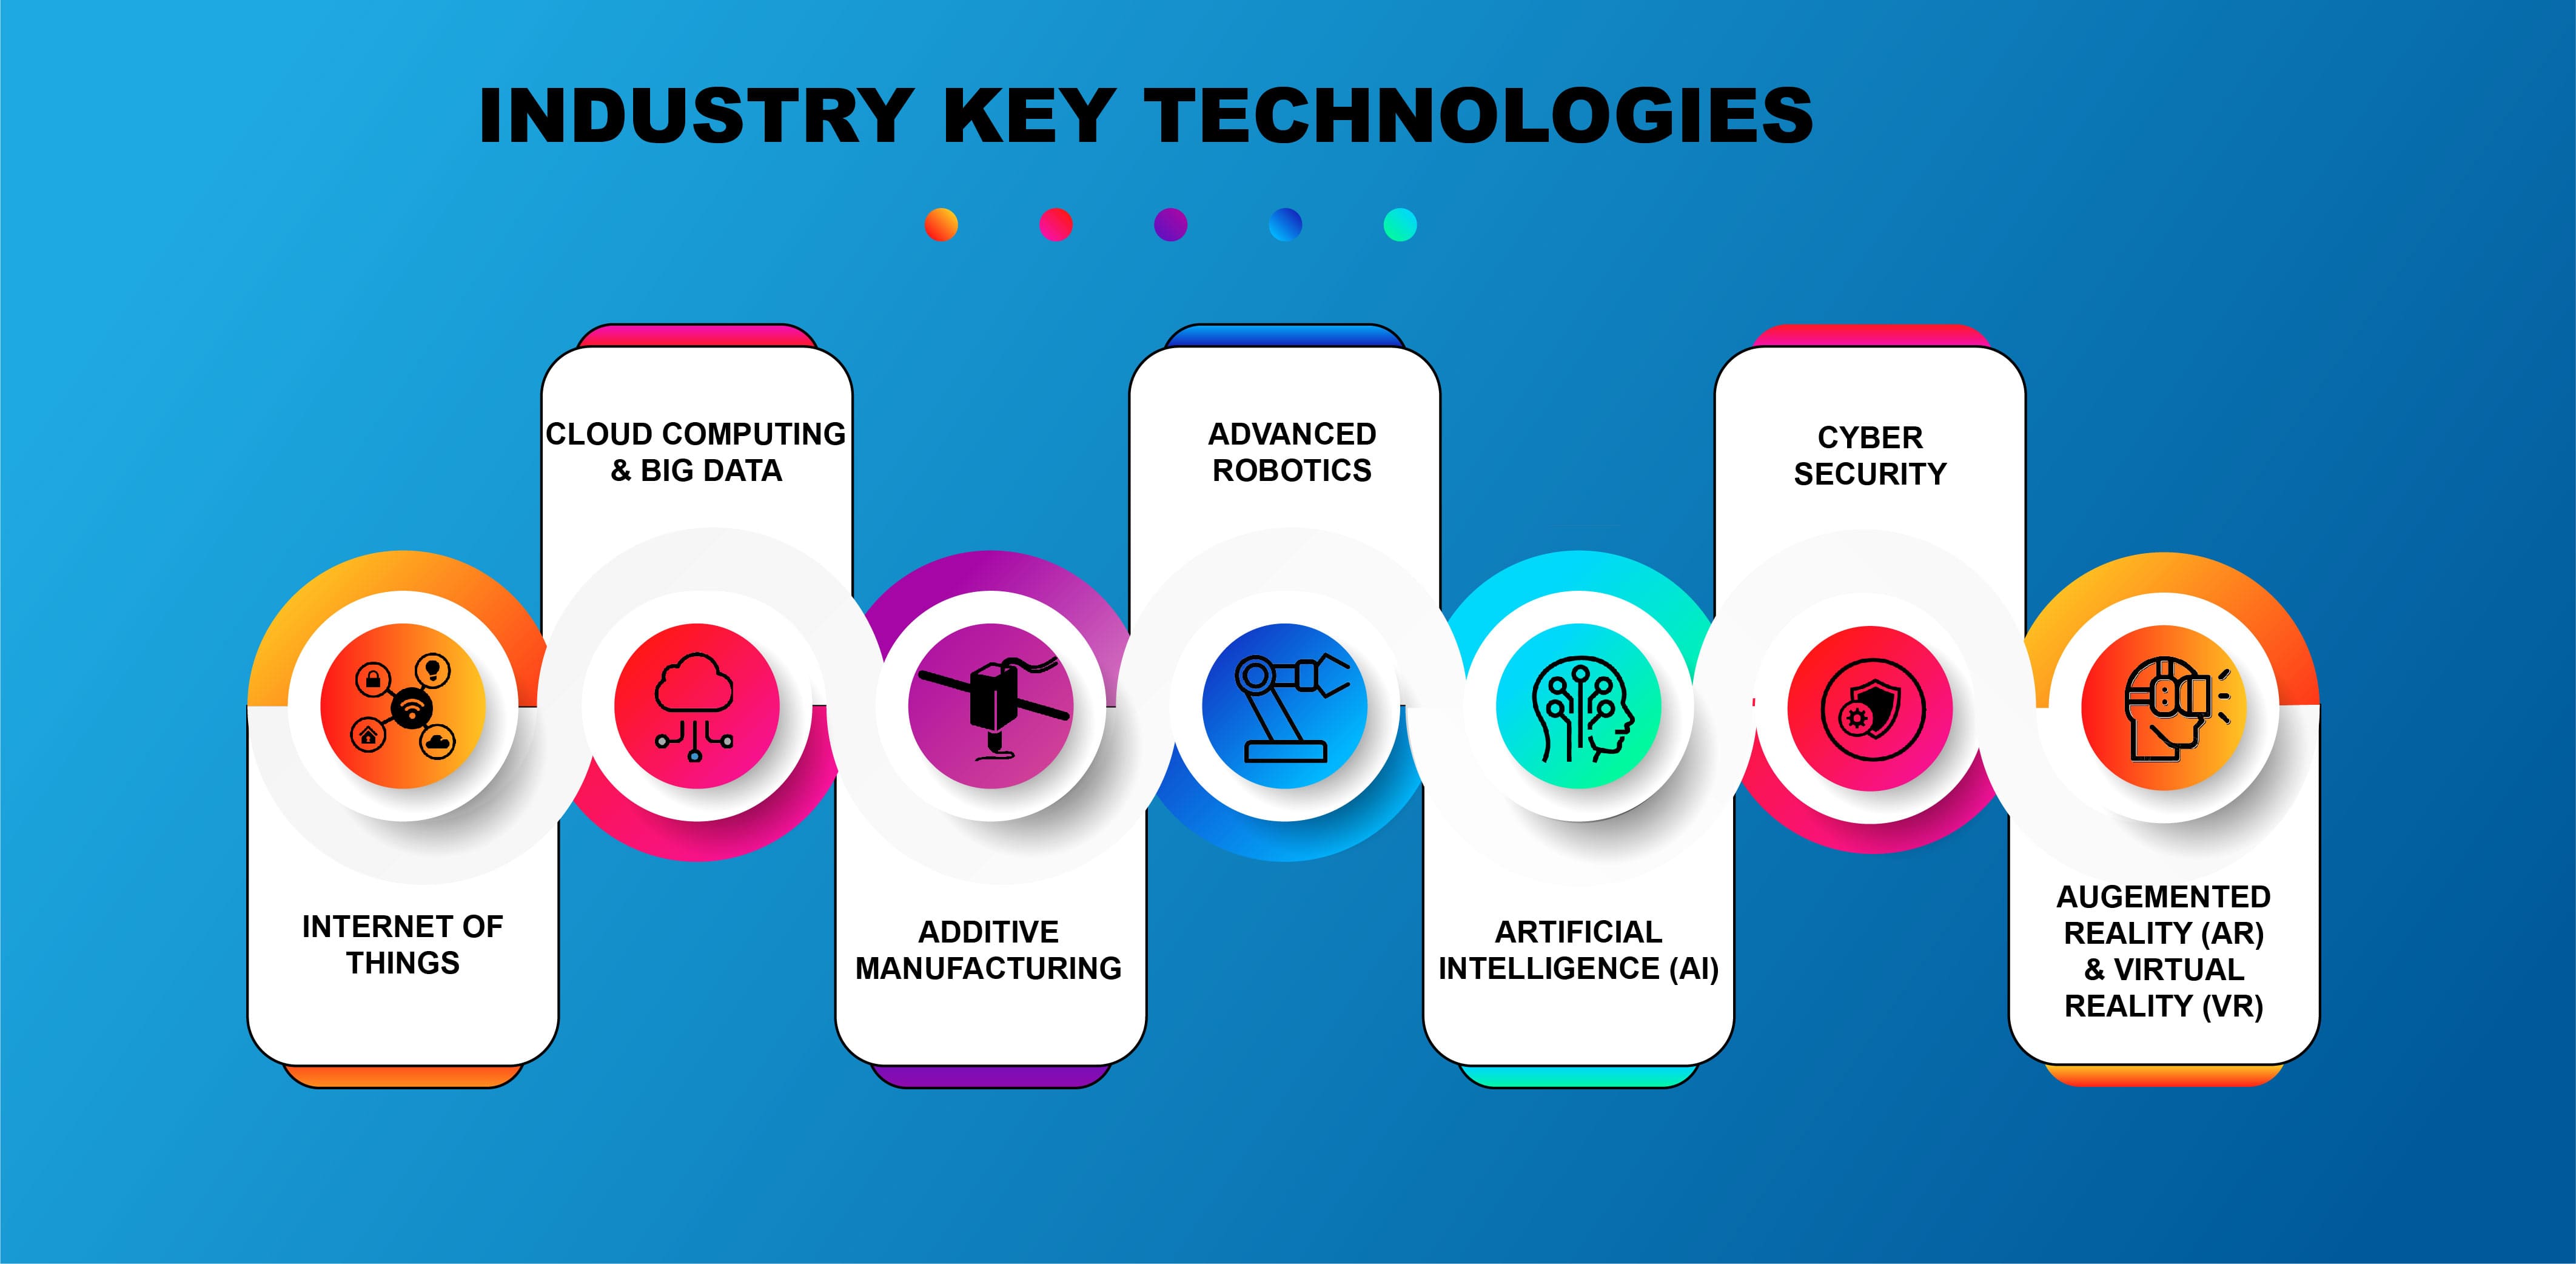 INDUSTRY KEY TECHNOLOGIES
INTERNET OF
THINGS
CLOUD COMPUTING
& BIG DATA
ADDITIVE
MANUFACTURING
ADVANCED
ROBOTICS
ARTIFICIAL
INTELLIGENCE (AI)
CYBER
SECURITY
AUGEMENTED
REALITY (AR)
& VIRTUAL
REALITY (VR)